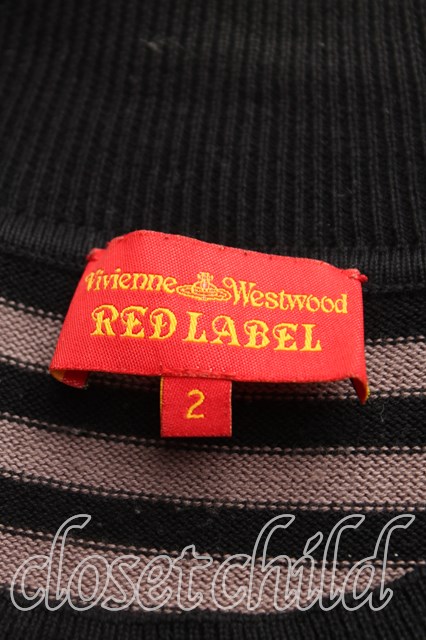 Vivienne Westwood
RED LABEL
2
closetchild